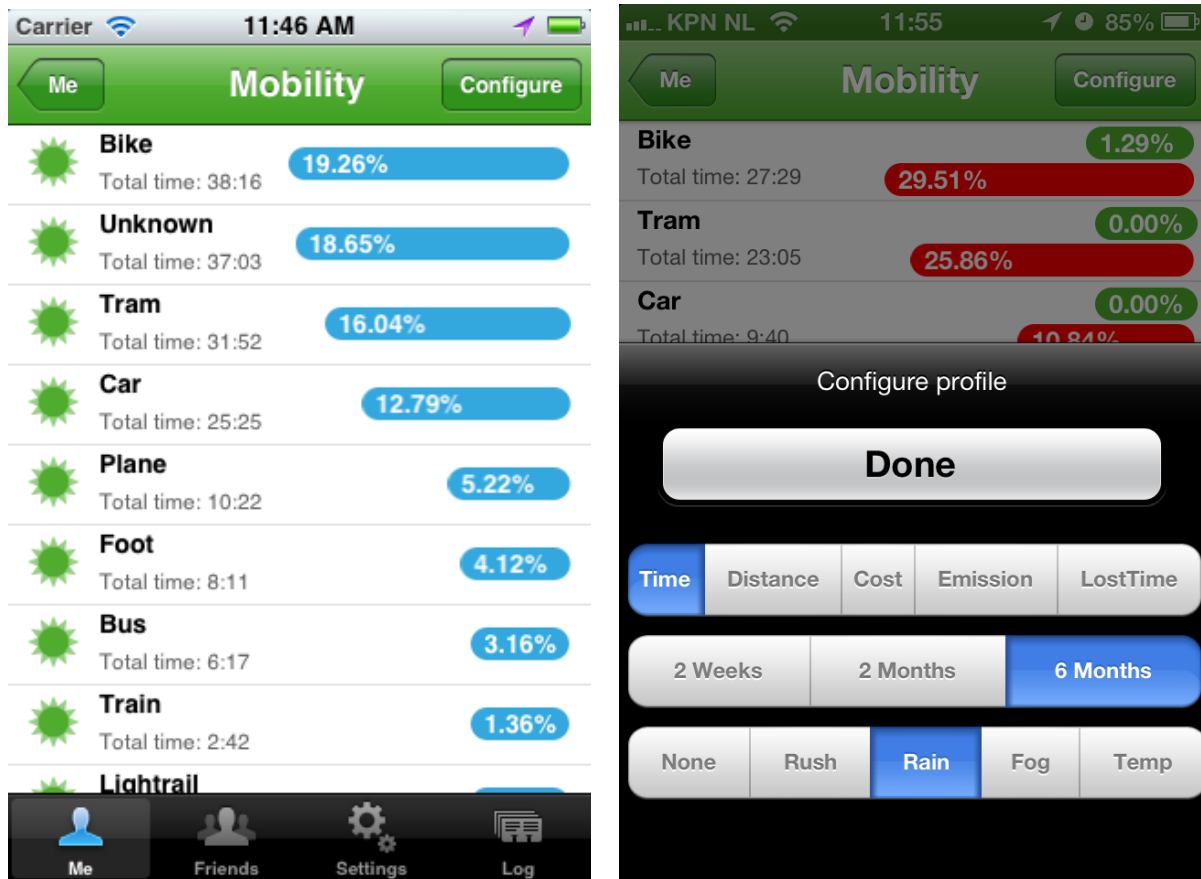 Carrier 11:46 AM
Me Mobility Configure
Bike
19.26%
Total time: 38:16
Unknown
18.65%
Total time: 37:03
Tram
16.04%
Total time: 31:52
Car
12.79%
Total time: 25:25
Plane
5.22%
Total time: 10:22
Foot
4.12%
Total time: 8:11
Bus
3.16%
Total time: 6:17
Train
1.36%
Total time: 2:42
Lightrail
Me Friends Settings Log
KPN NL 11:55 85%
Me Mobility Configure
Bike 1.29%
Total time: 27:29 29.51%
Tram 0.00%
Total time: 23:05 25.86%
Car 0.00%
Total time: 9:40 10.84%
Configure profile
Done
Time Distance Cost Emission LostTime
2 Weeks 2 Months 6 Months
None Rush Rain Fog Temp